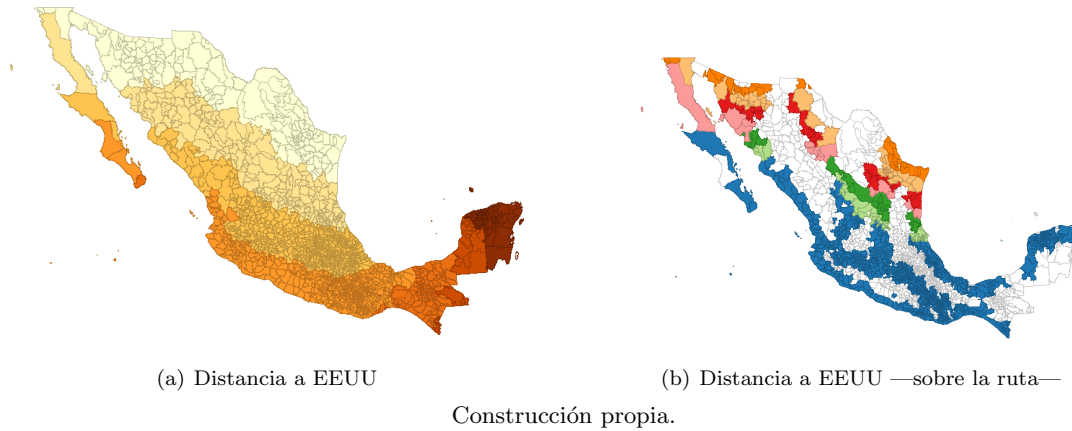 (a) Distancia a EEUU
(b) Distancia a EEUU —sobre la ruta—
Construcción propia.